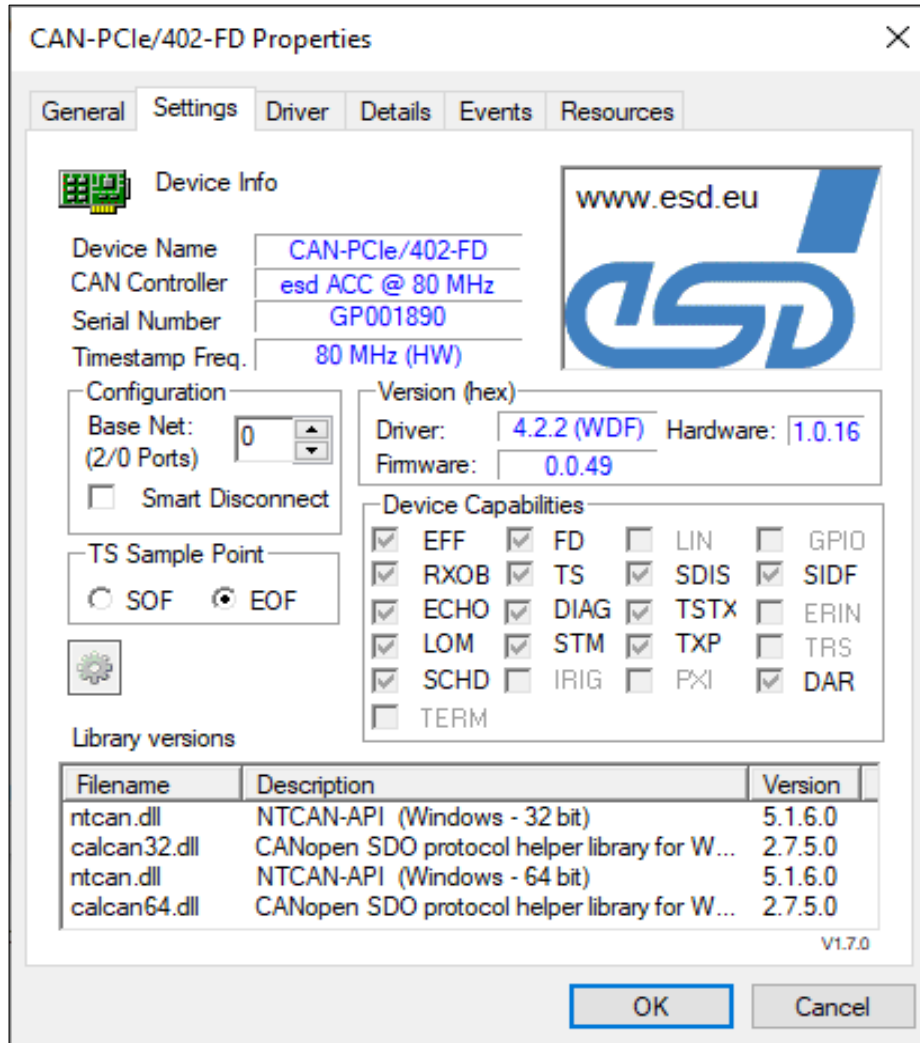 CAN-PCIe/402-FD Properties
General Settings Driver Details Events Resources
Device Info
www.esd.eu
esd
Device Name CAN-PCIe/402-FD
CAN Controller esd ACC @ 80 MHz
Serial Number GP001890
Timestamp Freq. 80 MHz (HW)
Configuration
Base Net: 0
(2/0 Ports)
Smart Disconnect
Version (hex)
Driver: 4.2.2 (WDF) Hardware: 1.0.16
Firmware: 0.0.49
TS Sample Point
SOF EOF
Device Capabilities
EFF FD LIN GPIO
RXOB TS SDIS SIDF
ECHO DIAG TSTX ERIN
LOM STM TXP TRS
SCHD IRIG PXI DAR
TERM
Library versions
Filename Description Version
ntcan.dll NTCAN-API (Windows - 32 bit) 5.1.6.0
calcan32.dll CANopen SDO protocol helper library for W... 2.7.5.0
ntcan.dll NTCAN-API (Windows - 64 bit) 5.1.6.0
calcan64.dll CANopen SDO protocol helper library for W... 2.7.5.0
V1.7.0
OK Cancel